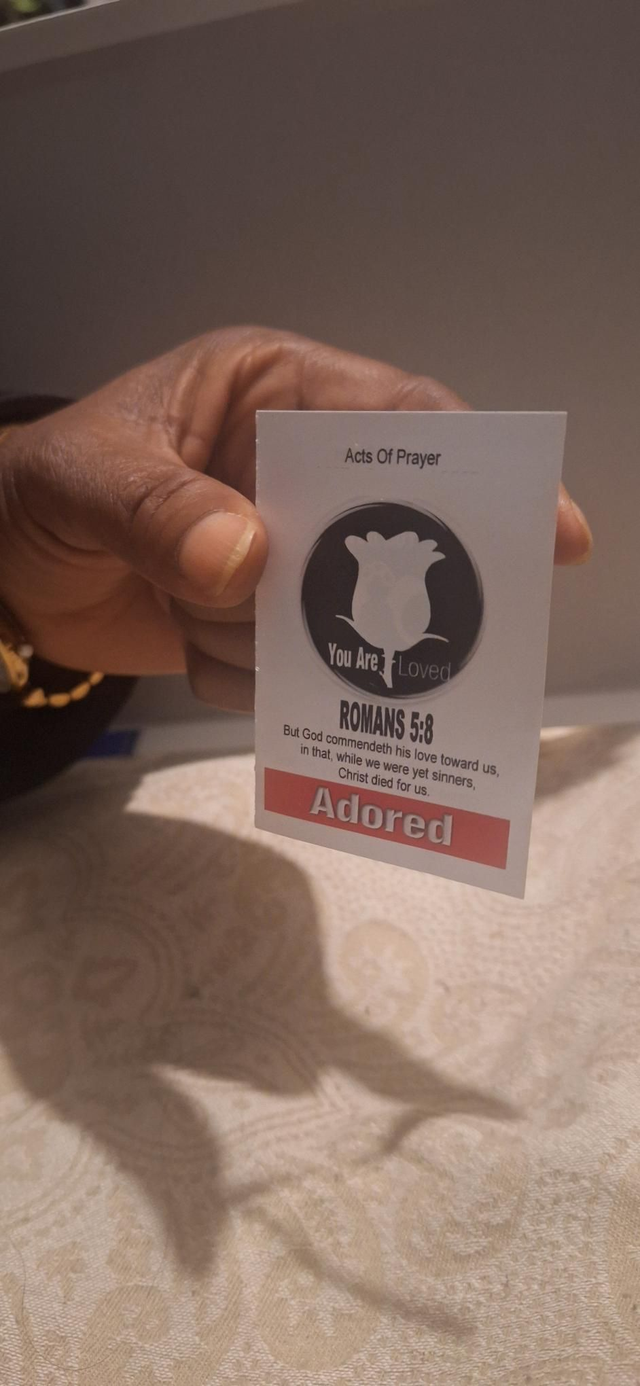 Acts Of Prayer
You Are Loved
ROMANS 5:8
But God commendeth his love toward us,
in that, while we were yet sinners,
Christ died for us.
Adored